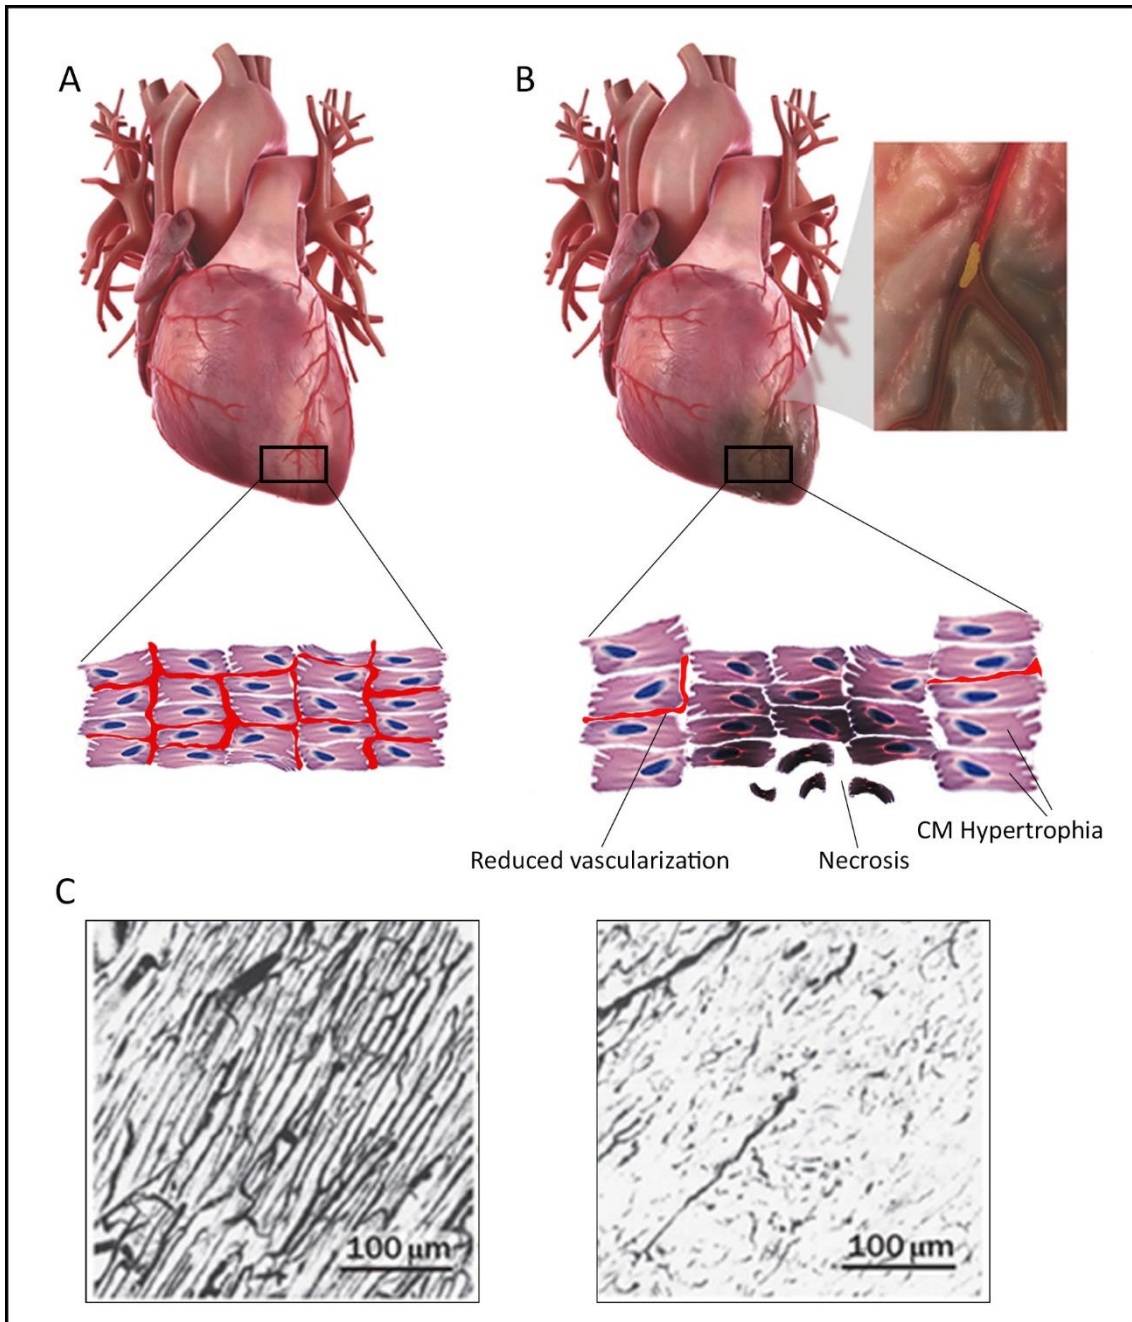 A
B
CM Hypertrophia
Reduced vascularization
Necrosis
C
100 µm
100 µm